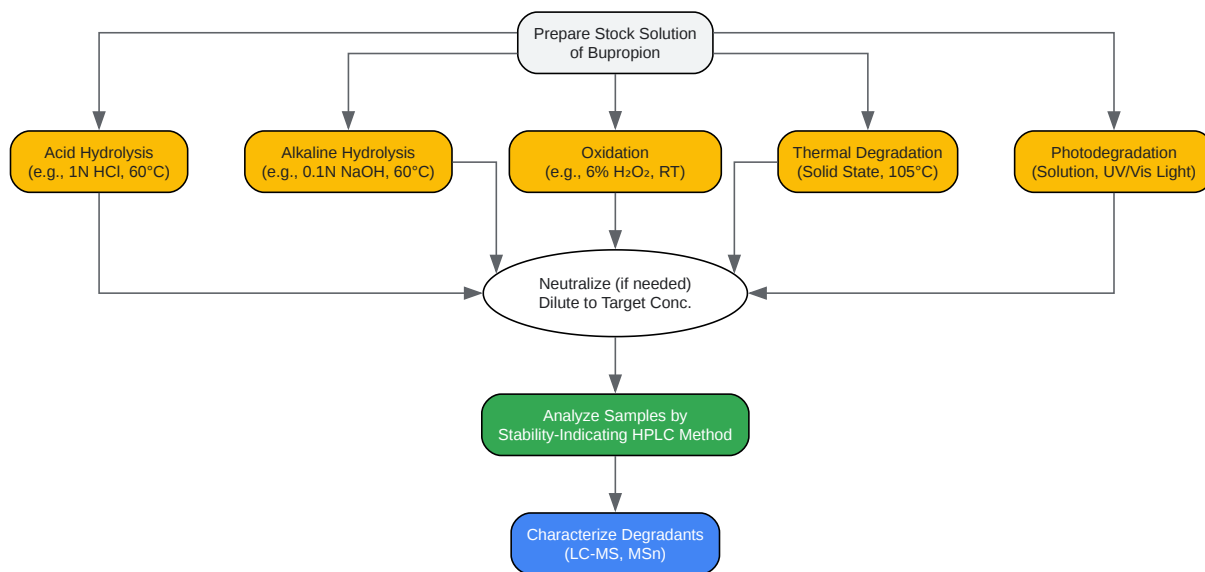 Prepare Stock Solution
of Bupropion
Acid Hydrolysis
(e.g., 1N HCl, 60°C)
Alkaline Hydrolysis
(e.g., 0.1N NaOH, 60°C)
Oxidation
(e.g., 6% H₂O₂, RT)
Thermal Degradation
(Solid State, 105°C)
Photodegradation
(Solution, UV/Vis Light)
Neutralize (if needed)
Dilute to Target Conc.
Analyze Samples by
Stability-Indicating HPLC Method
Characterize Degradants
(LC-MS, MSn)